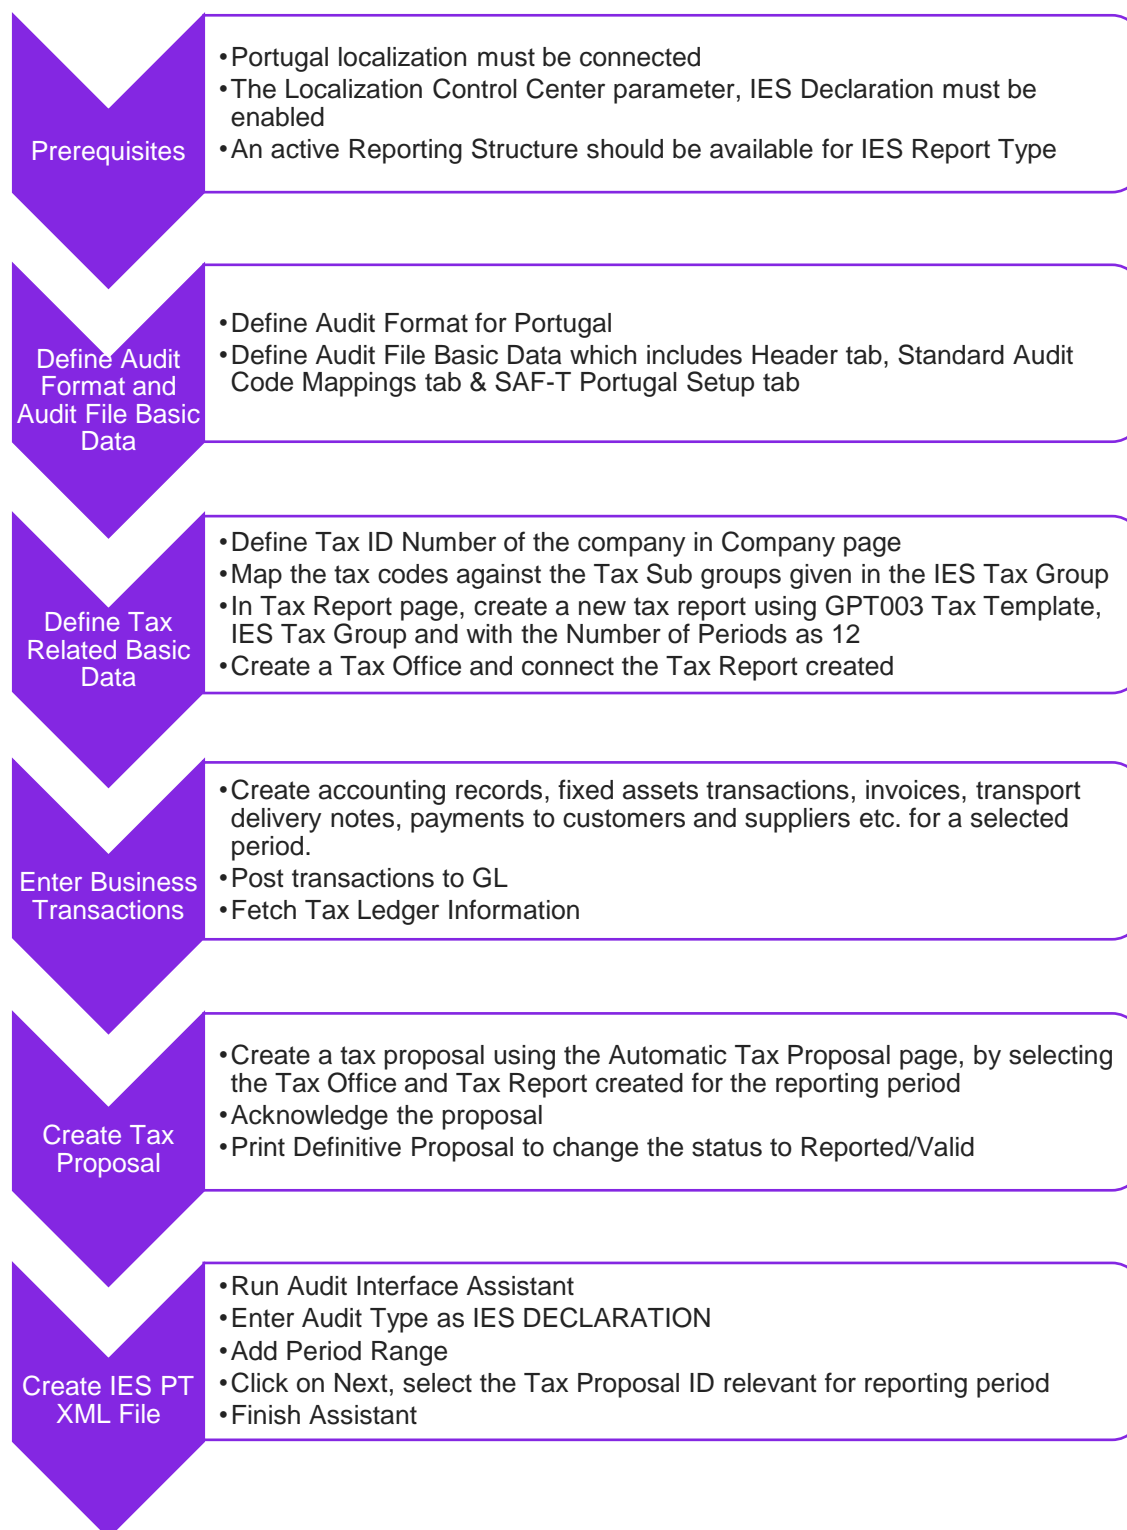 Prerequisites
•Portugal localization must be connected
•The Localization Control Center parameter, IES Declaration must be
enabled
•An active Reporting Structure should be available for IES Report Type
Define Audit
Format and
Audit File Basic
Data
•Define Audit Format for Portugal
•Define Audit File Basic Data which includes Header tab, Standard Audit
Code Mappings tab & SAF-T Portugal Setup tab
Define Tax
Related Basic
Data
•Define Tax ID Number of the company in Company page
•Map the tax codes against the Tax Sub groups given in the IES Tax Group
•In Tax Report page, create a new tax report using GPT003 Tax Template,
IES Tax Group and with the Number of Periods as 12
•Create a Tax Office and connect the Tax Report created
Enter Business
Transactions
•Create accounting records, fixed assets transactions, invoices, transport
delivery notes, payments to customers and suppliers etc. for a selected
period.
•Post transactions to GL
•Fetch Tax Ledger Information
Create Tax
Proposal
•Create a tax proposal using the Automatic Tax Proposal page, by selecting
the Tax Office and Tax Report created for the reporting period
•Acknowledge the proposal
•Print Definitive Proposal to change the status to Reported/Valid
Create IES PT
XML File
•Run Audit Interface Assistant
•Enter Audit Type as IES DECLARATION
•Add Period Range
•Click on Next, select the Tax Proposal ID relevant for reporting period
•Finish Assistant